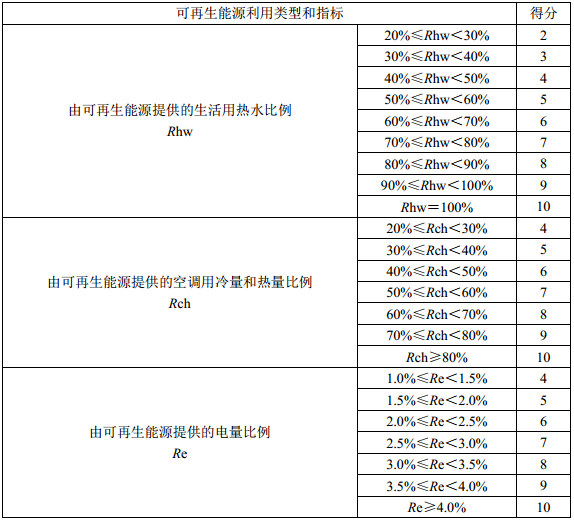 可再生能源利用类型和指标 得分
由可再生能源提供的生活用热水比例
Rhw
20%≤Rhw<30% 2
30%≤Rhw<40% 3
40%≤Rhw<50% 4
50%≤Rhw<60% 5
60%≤Rhw<70% 6
70%≤Rhw<80% 7
80%≤Rhw<90% 8
90%≤Rhw<100% 9
Rhw=100% 10
由可再生能源提供的空调用冷量和热量比例
Rch
20%≤Rch<30% 4
30%≤Rch<40% 5
40%≤Rch<50% 6
50%≤Rch<60% 7
60%≤Rch<70% 8
70%≤Rch<80% 9
Rch≥80% 10
由可再生能源提供的电量比例
Re
1.0%≤Re<1.5% 4
1.5%≤Re<2.0% 5
2.0%≤Re<2.5% 6
2.5%≤Re<3.0% 7
3.0%≤Re<3.5% 8
3.5%≤Re<4.0% 9
Re≥4.0% 10